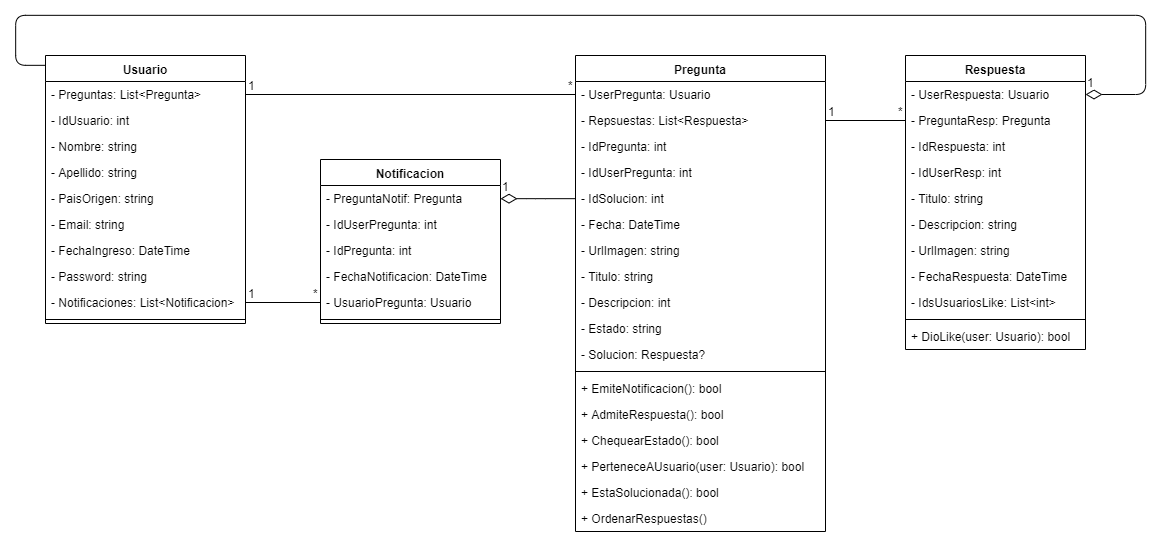 Usuario
- Preguntas: List<Pregunta>
- IdUsuario: int
- Nombre: string
- Apellido: string
- PaisOrigen: string
- Email: string
- FechaIngreso: DateTime
- Password: string
- Notificaciones: List<Notificacion>
1
*
1
*
Notificacion
- PreguntaNotif: Pregunta
- IdUserPregunta: int
- IdPregunta: int
- FechaNotificacion: DateTime
- UsuarioPregunta: Usuario
1
Pregunta
- UserPregunta: Usuario
- Repsuestas: List<Respuesta>
- IdPregunta: int
- IdUserPregunta: int
- IdSolucion: int
- Fecha: DateTime
- UrlImagen: string
- Titulo: string
- Descripcion: int
- Estado: string
- Solucion: Respuesta?
+ EmiteNotificacion(): bool
+ AdmiteRespuesta(): bool
+ ChequearEstado(): bool
+ PerteneceAUsuario(user: Usuario): bool
+ EstaSolucionada(): bool
+ OrdenarRespuestas()
1
*
Respuesta
- UserRespuesta: Usuario
- PreguntaResp: Pregunta
- IdRespuesta: int
- IdUserResp: int
- Titulo: string
- Descripcion: string
- UrlImagen: string
- FechaRespuesta: DateTime
- IdsUsuariosLike: List<int>
+ DioLike(user: Usuario): bool
1